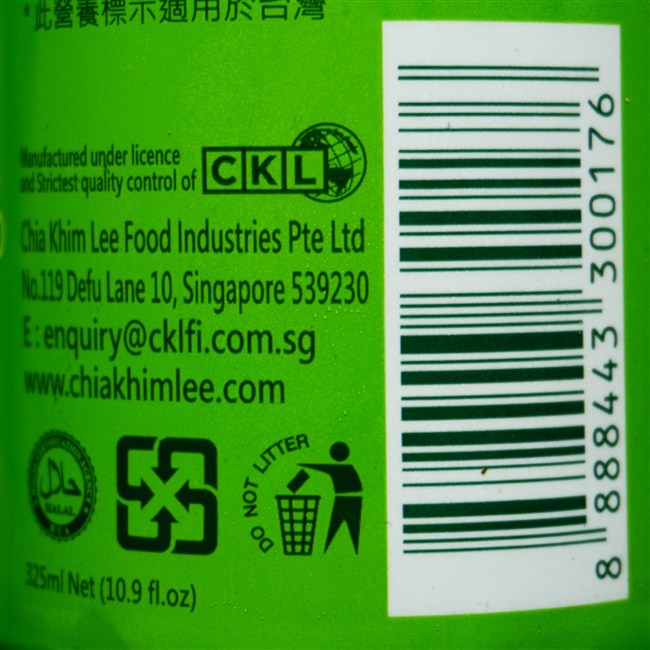 *此營養標示適用於台灣
Manufactured under licence
and Strictest quality control of
CKL
Chia Khim Lee Food Industries Pte Ltd
No.119 Defu Lane 10, Singapore 539230
E : enquiry@cklfi.com.sg
www.chiakhimlee.com
حلال
HALAL
DO NOT LITTER
325ml Net (10.9 fl.oz)
8 888443 300176